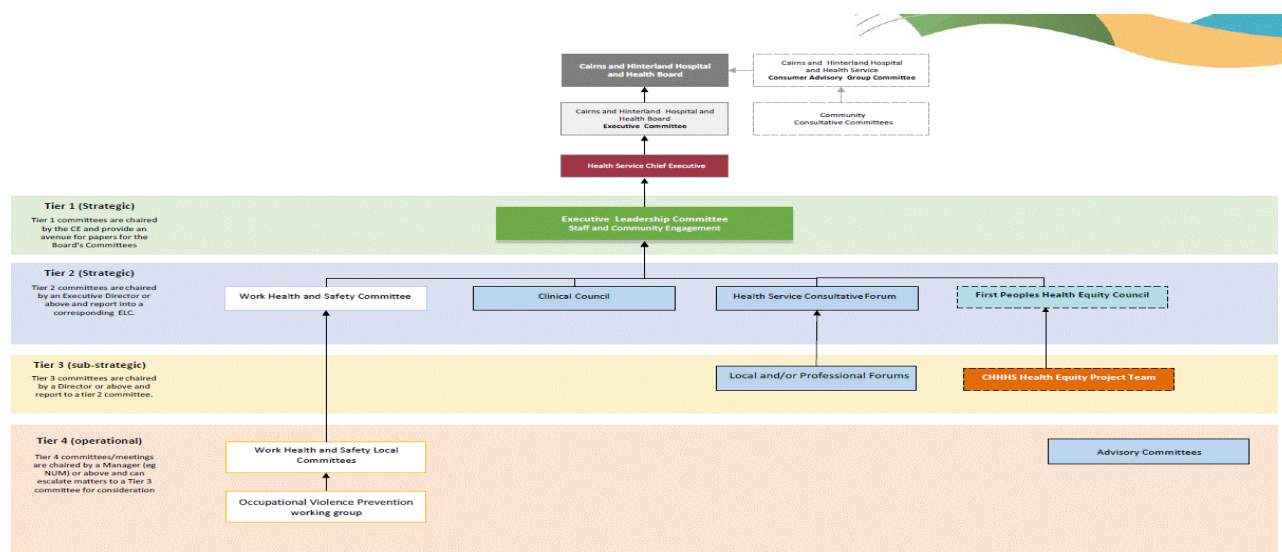 Cairns and Hinterland Hospital
and Health Board
Cairns and Hinterland Hospital
and Health Service
Consumer Advisory Group Committee
Cairns and Hinterland Hospital and
Health Board
Executive Committee
Community
Consultative Committees
Health Service Chief Executive
Tier 1 (Strategic)
Tier 1 committees are chaired
by the CE and provide an
avenue for papers for the
Board's Committees
Executive Leadership Committee
Staff and Community Engagement
Tier 2 (Strategic)
Tier 2 committees are chaired
by an Executive Director or
above and report into a
corresponding ELC.
Work Health and Safety Committee
Clinical Council
Health Service Consultative Forum
First Peoples Health Equity Council
Tier 3 (sub-strategic)
Tier 3 committees are chaired
by a Director or above and
report to a tier 2 committee.
Local and/or Professional Forums
CHHHS Health Equity Project Team
Tier 4 (operational)
Tier 4 committees/meetings
are chaired by a Manager (eg
NUM) or above and can
escalate matters to a Tier 3
committee for consideration
Work Health and Safety Local
Committees
Advisory Committees
Occupational Violence Prevention
working group